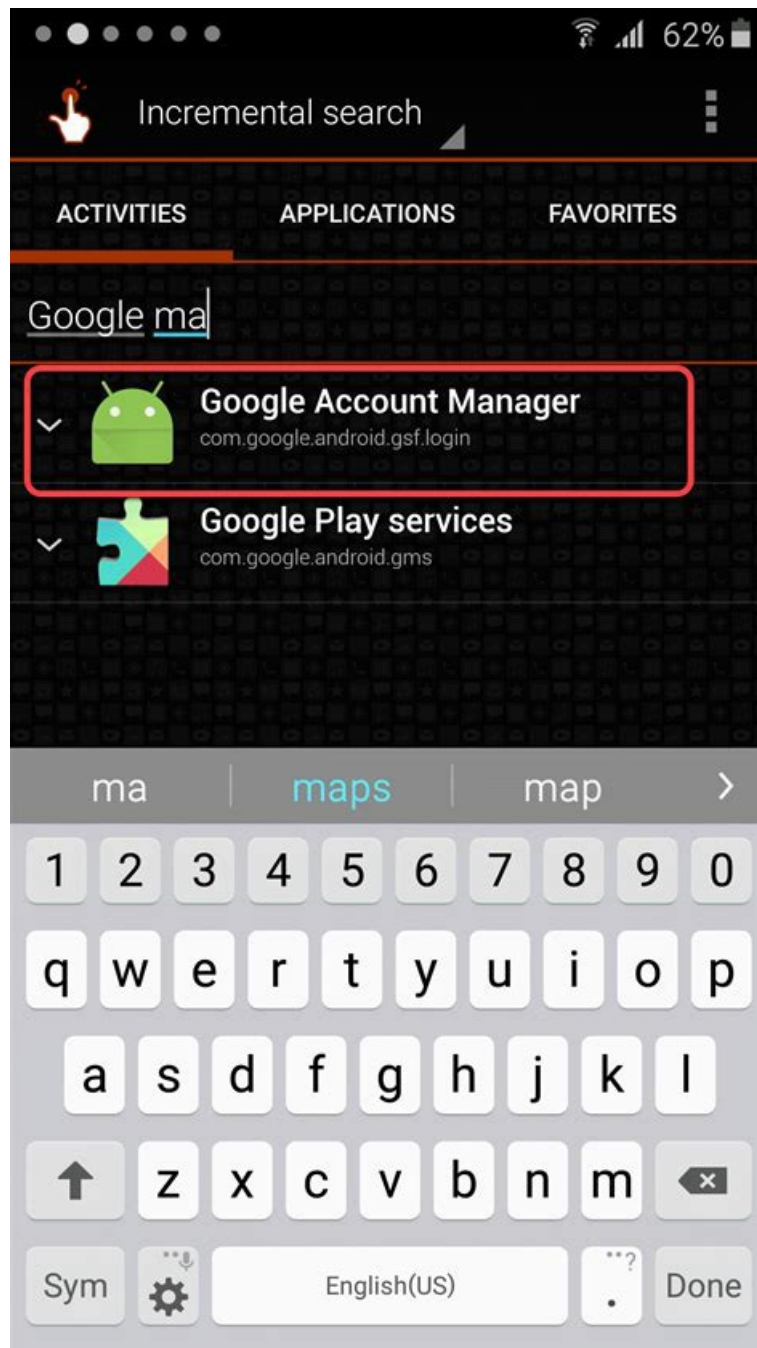 62%
Incremental search
ACTIVITIES APPLICATIONS FAVORITES
Google ma
Google Account Manager
com.google.android.gsf.login
Google Play services
com.google.android.gms
ma maps map >
1 2 3 4 5 6 7 8 9 0
q w e r t y u i o p
a s d f g h j k l
z x c v b n m
Sym English(US) . ? Done